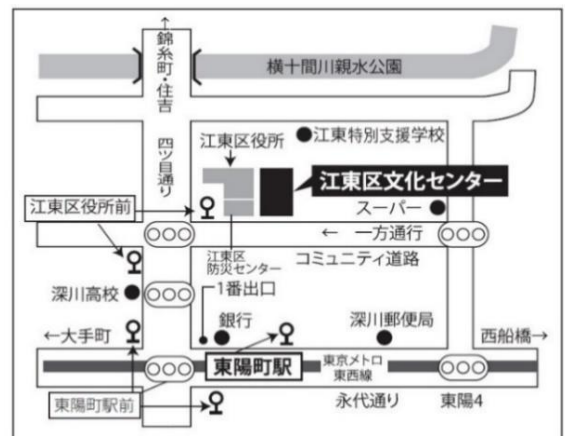 ↑錦糸町・住吉
横十間川親水公園
四ツ目通り
江東区役所
●江東特別支援学校
江東区文化センター
江東区役所前
スーパー●
← 一方通行
江東区
防災センター
コミュニティ道路
深川高校●
1番出口
銀行
深川郵便局
←大手町
西船橋→
東陽町駅
東京メトロ
東西線
東陽町駅前
永代通り
東陽4